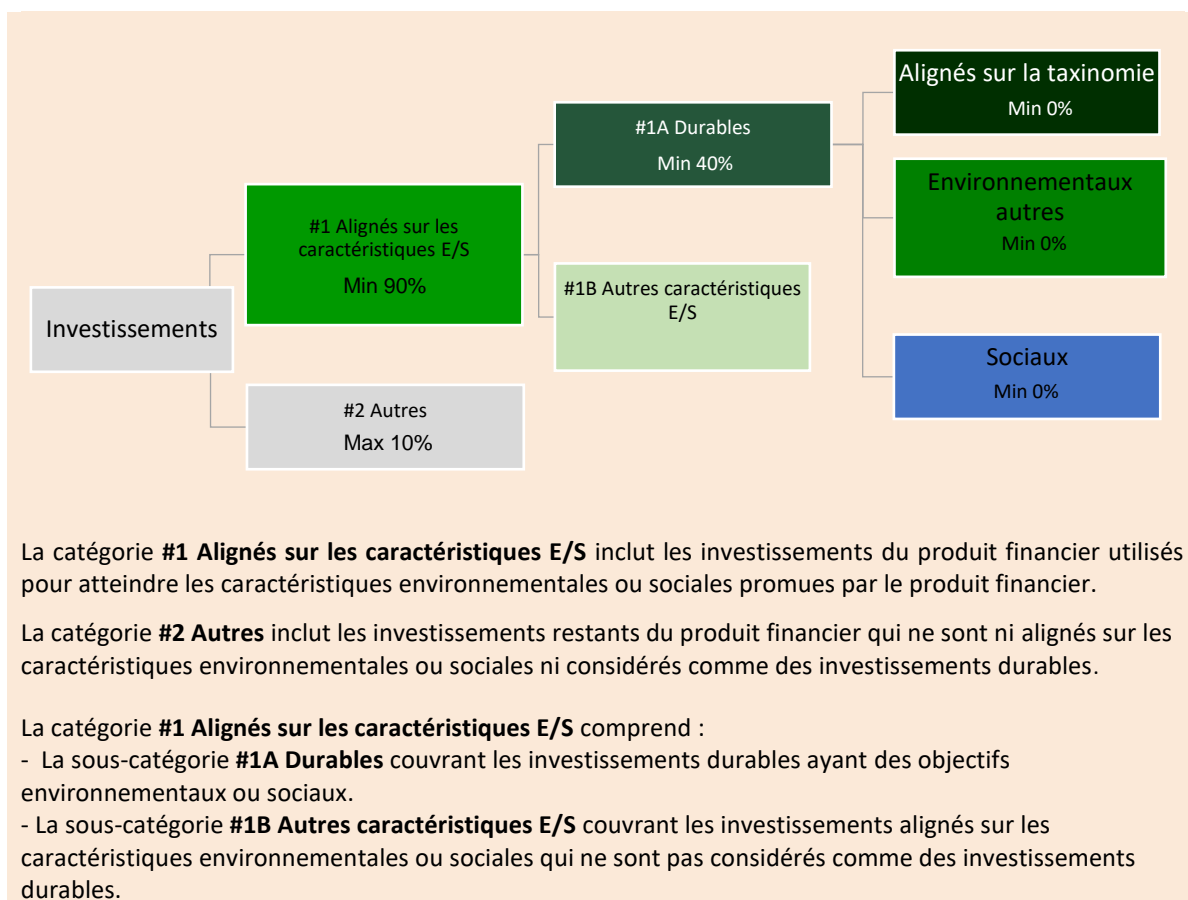 Alignés sur la taxinomie
Min 0%
#1A Durables
Min 40%
Environnementaux
autres
Min 0%
#1 Alignés sur les
caractéristiques E/S
Min 90%
#1B Autres caractéristiques
E/S
Investissements
Sociaux
Min 0%
#2 Autres
Max 10%
La catégorie #1 Alignés sur les caractéristiques E/S inclut les investissements du produit financier utilisés
pour atteindre les caractéristiques environnementales ou sociales promues par le produit financier.
La catégorie #2 Autres inclut les investissements restants du produit financier qui ne sont ni alignés sur les
caractéristiques environnementales ou sociales ni considérés comme des investissements durables.
La catégorie #1 Alignés sur les caractéristiques E/S comprend :
- La sous-catégorie #1A Durables couvrant les investissements durables ayant des objectifs
environnementaux ou sociaux.
- La sous-catégorie #1B Autres caractéristiques E/S couvrant les investissements alignés sur les
caractéristiques environnementales ou sociales qui ne sont pas considérés comme des investissements
durables.